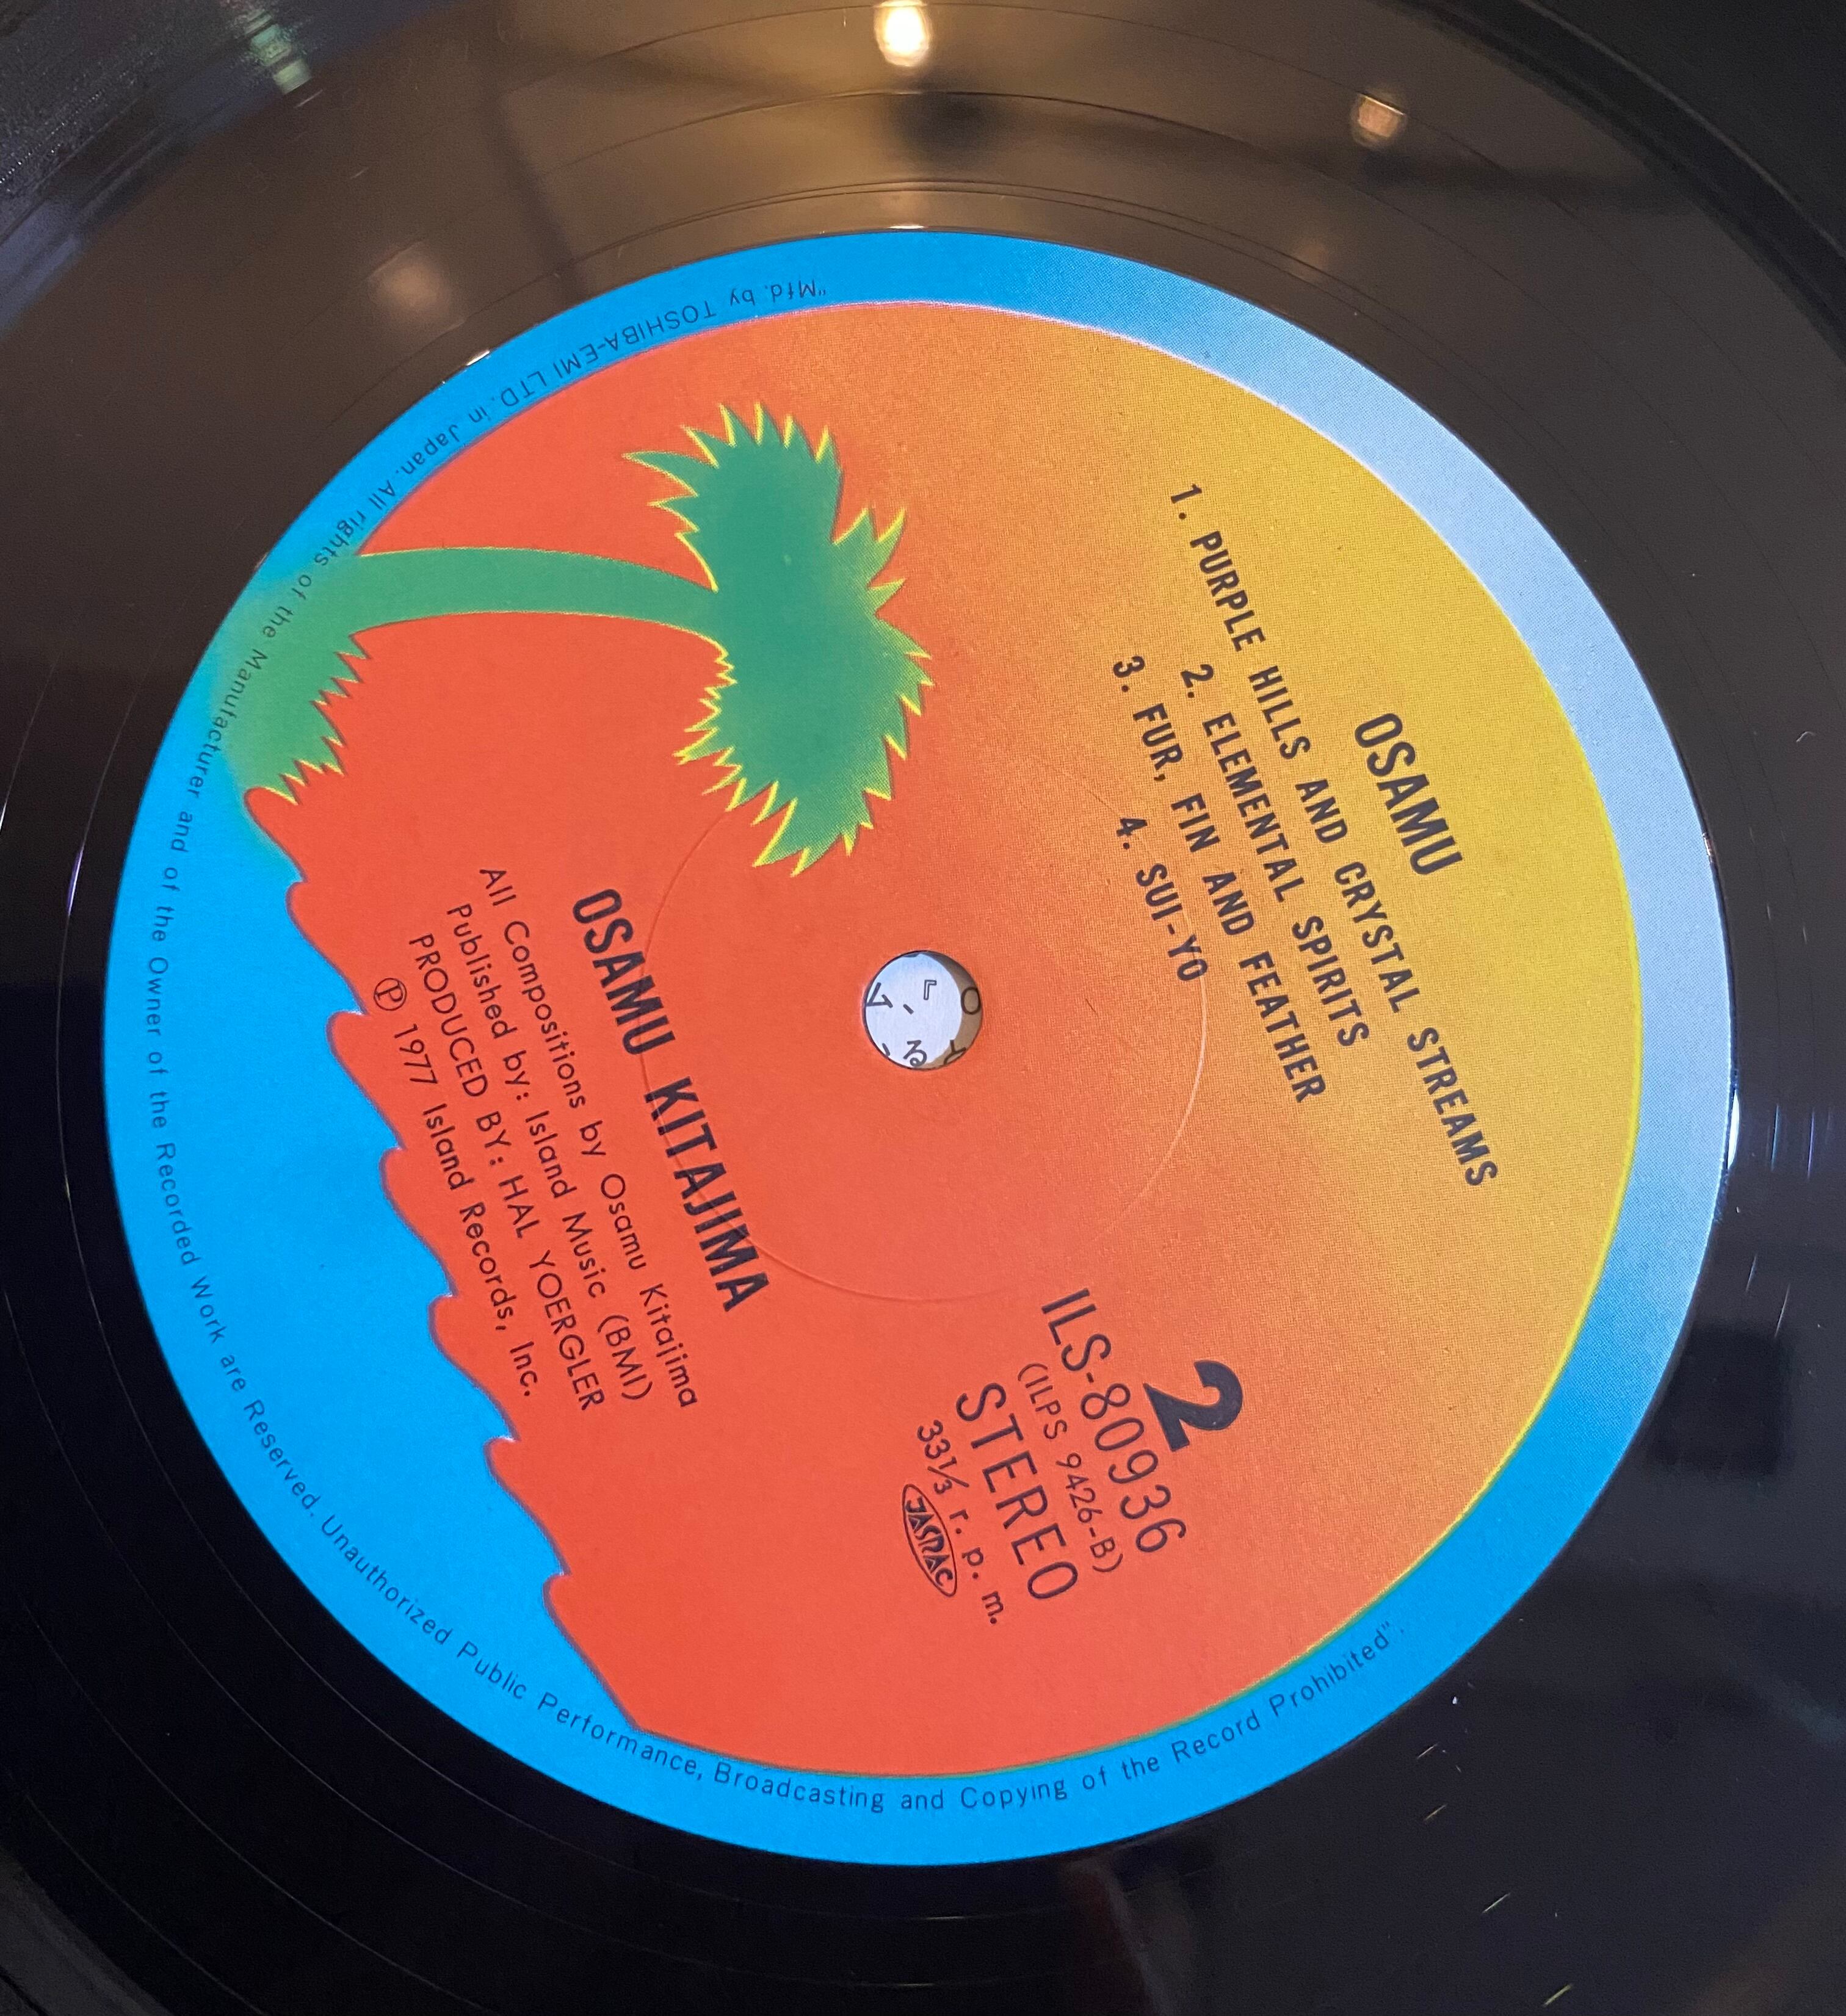 OSAMU
1. PURPLE HILLS AND CRYSTAL STREAMS
2. ELEMENTAL SPIRITS
3. FUR, FIN AND FEATHER
4. SUI-YO
2
ILS-80936
(ILPS 9426-B)
STEREO
33⅓ r. p. m.
JASRAC
OSAMU KITAJIMA
All Compositions by Osamu Kitajima
Published by: Island Music (BMI)
PRODUCED BY: HAL YOERGLER
Ⓟ 1977 Island Records, Inc.
"Mfd. by TOSHIBA-EMI LTD. in Japan. All rights of the Manufacturer and of the Owner of the Recorded Work are Reserved. Unauthorized Public Performance, Broadcasting and Copying of the Record Prohibited".